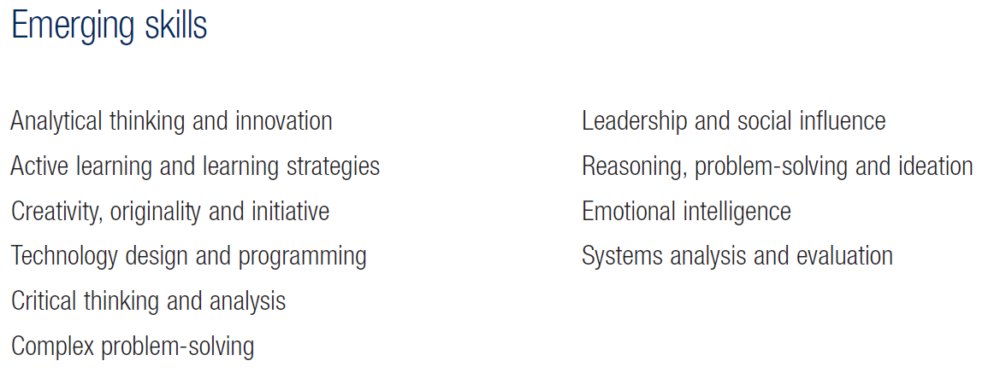 Emerging skills
Analytical thinking and innovation
Active learning and learning strategies
Creativity, originality and initiative
Technology design and programming
Critical thinking and analysis
Complex problem-solving
Leadership and social influence
Reasoning, problem-solving and ideation
Emotional intelligence
Systems analysis and evaluation